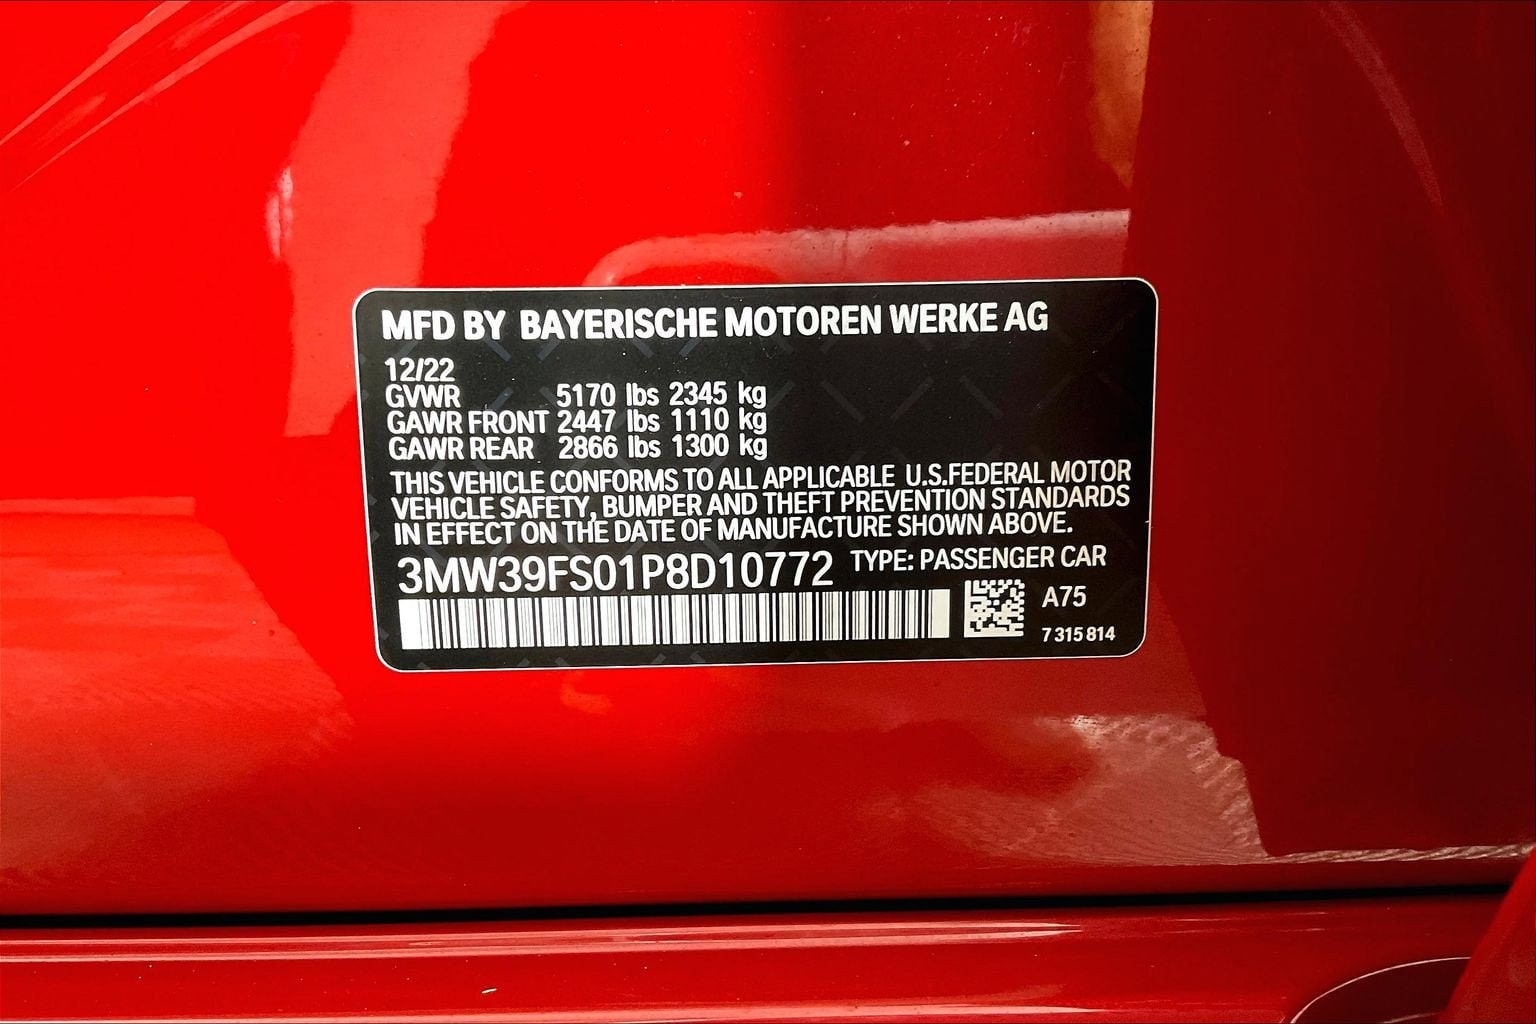 MFD BY BAYERISCHE MOTOREN WERKE AG
12/22
GVWR 5170 lbs 2345 kg
GAWR FRONT 2447 lbs 1110 kg
GAWR REAR 2866 lbs 1300 kg
THIS VEHICLE CONFORMS TO ALL APPLICABLE U.S.FEDERAL MOTOR
VEHICLE SAFETY, BUMPER AND THEFT PREVENTION STANDARDS
IN EFFECT ON THE DATE OF MANUFACTURE SHOWN ABOVE.
3MW39FS01P8D10772 TYPE: PASSENGER CAR
A75
7 315 814